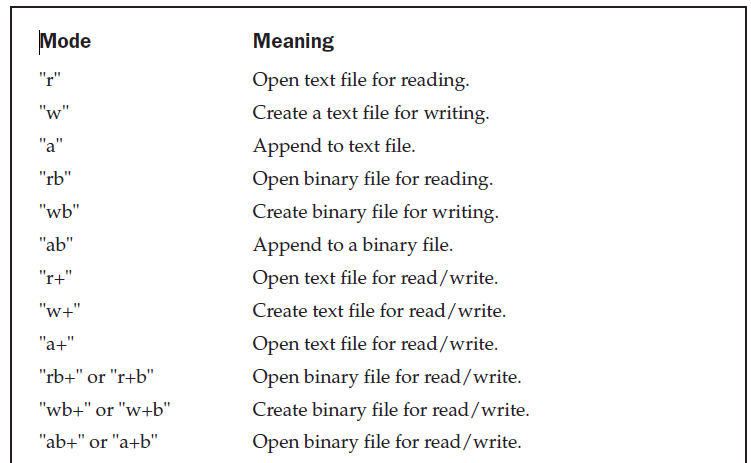 Mode Meaning
"r" Open text file for reading.
"w" Create a text file for writing.
"a" Append to text file.
"rb" Open binary file for reading.
"wb" Create binary file for writing.
"ab" Append to a binary file.
"r+" Open text file for read/write.
"w+" Create text file for read/write.
"a+" Open text file for read/write.
"rb+" or "r+b" Open binary file for read/write.
"wb+" or "w+b" Create binary file for read/write.
"ab+" or "a+b" Open binary file for read/write.